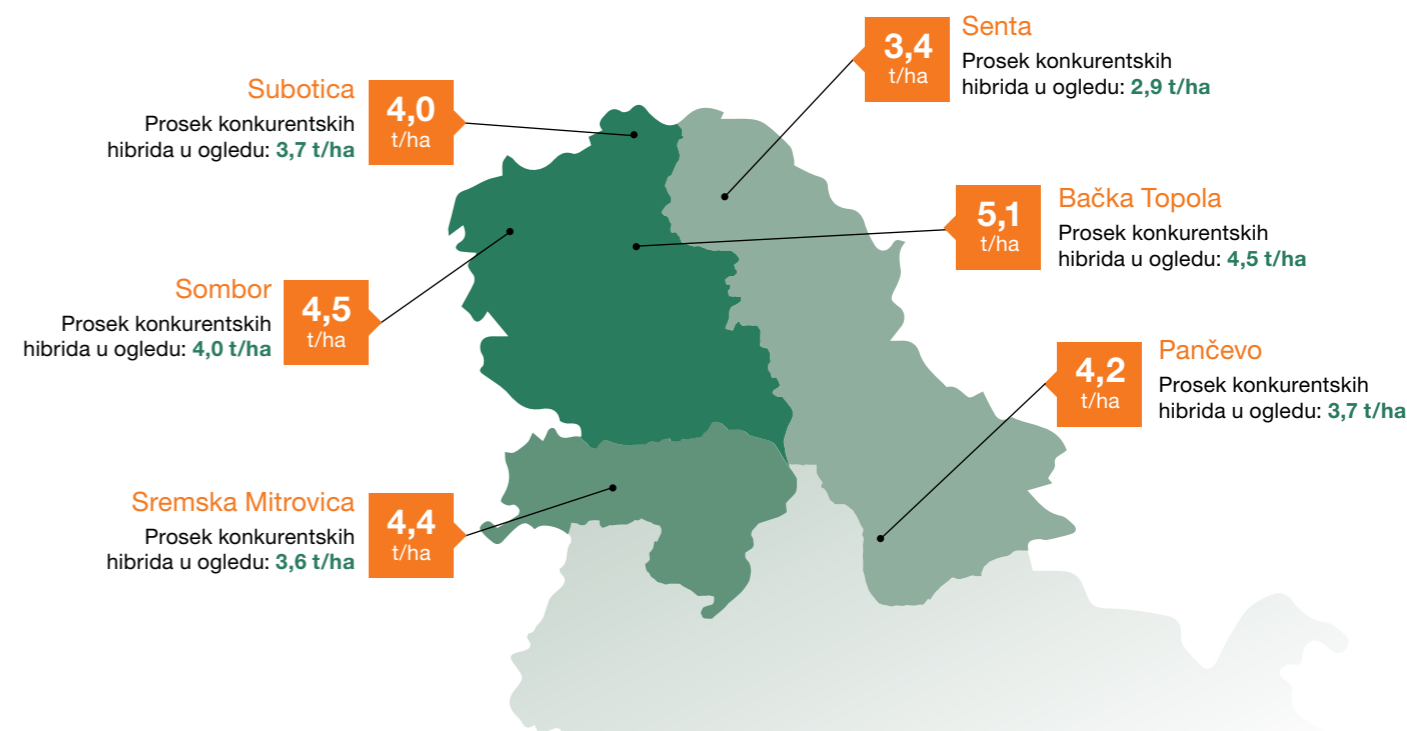 Subotica
Prosek konkurentskih
hibrida u ogledu: 3,7 t/ha
4,0
t/ha
Senta
3,4
t/ha
Prosek konkurentskih
hibrida u ogledu: 2,9 t/ha
Bačka Topola
5,1
t/ha
Prosek konkurentskih
hibrida u ogledu: 4,5 t/ha
Sombor
Prosek konkurentskih
hibrida u ogledu: 4,0 t/ha
4,5
t/ha
Pančevo
4,2
t/ha
Prosek konkurentskih
hibrida u ogledu: 3,7 t/ha
Sremska Mitrovica
Prosek konkurentskih
hibrida u ogledu: 3,6 t/ha
4,4
t/ha